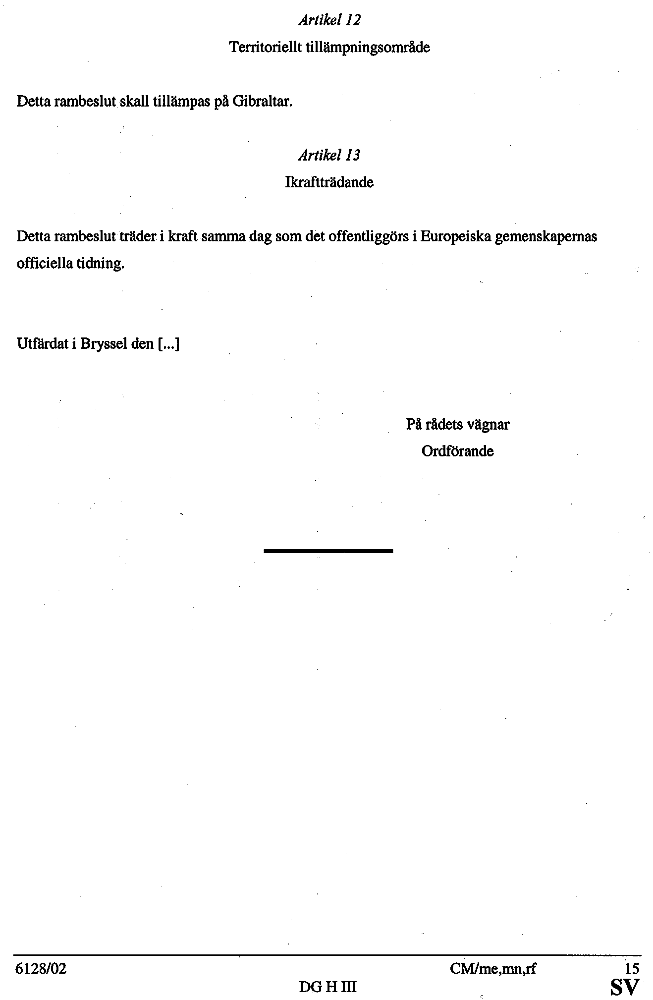 Artikel 12
Territoriellt tillämpningsområde
Detta rambeslut skall tillämpas på Gibraltar.
Artikel 13
Ikraftträdande
Detta rambeslut träder i kraft samma dag som det offentliggörs i Europeiska gemenskapernas
officiella tidning.
Utfärdat i Bryssel den [...]
På rådets vägnar
Ordförande
6128/02 CM/me,mn,rf 15
DG H III SV